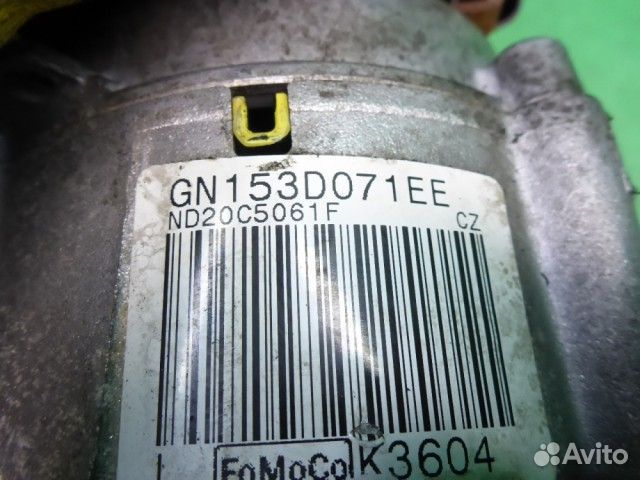 GN153D071EE
ND20C5061F CZ
FoMoCo K3604
Avito